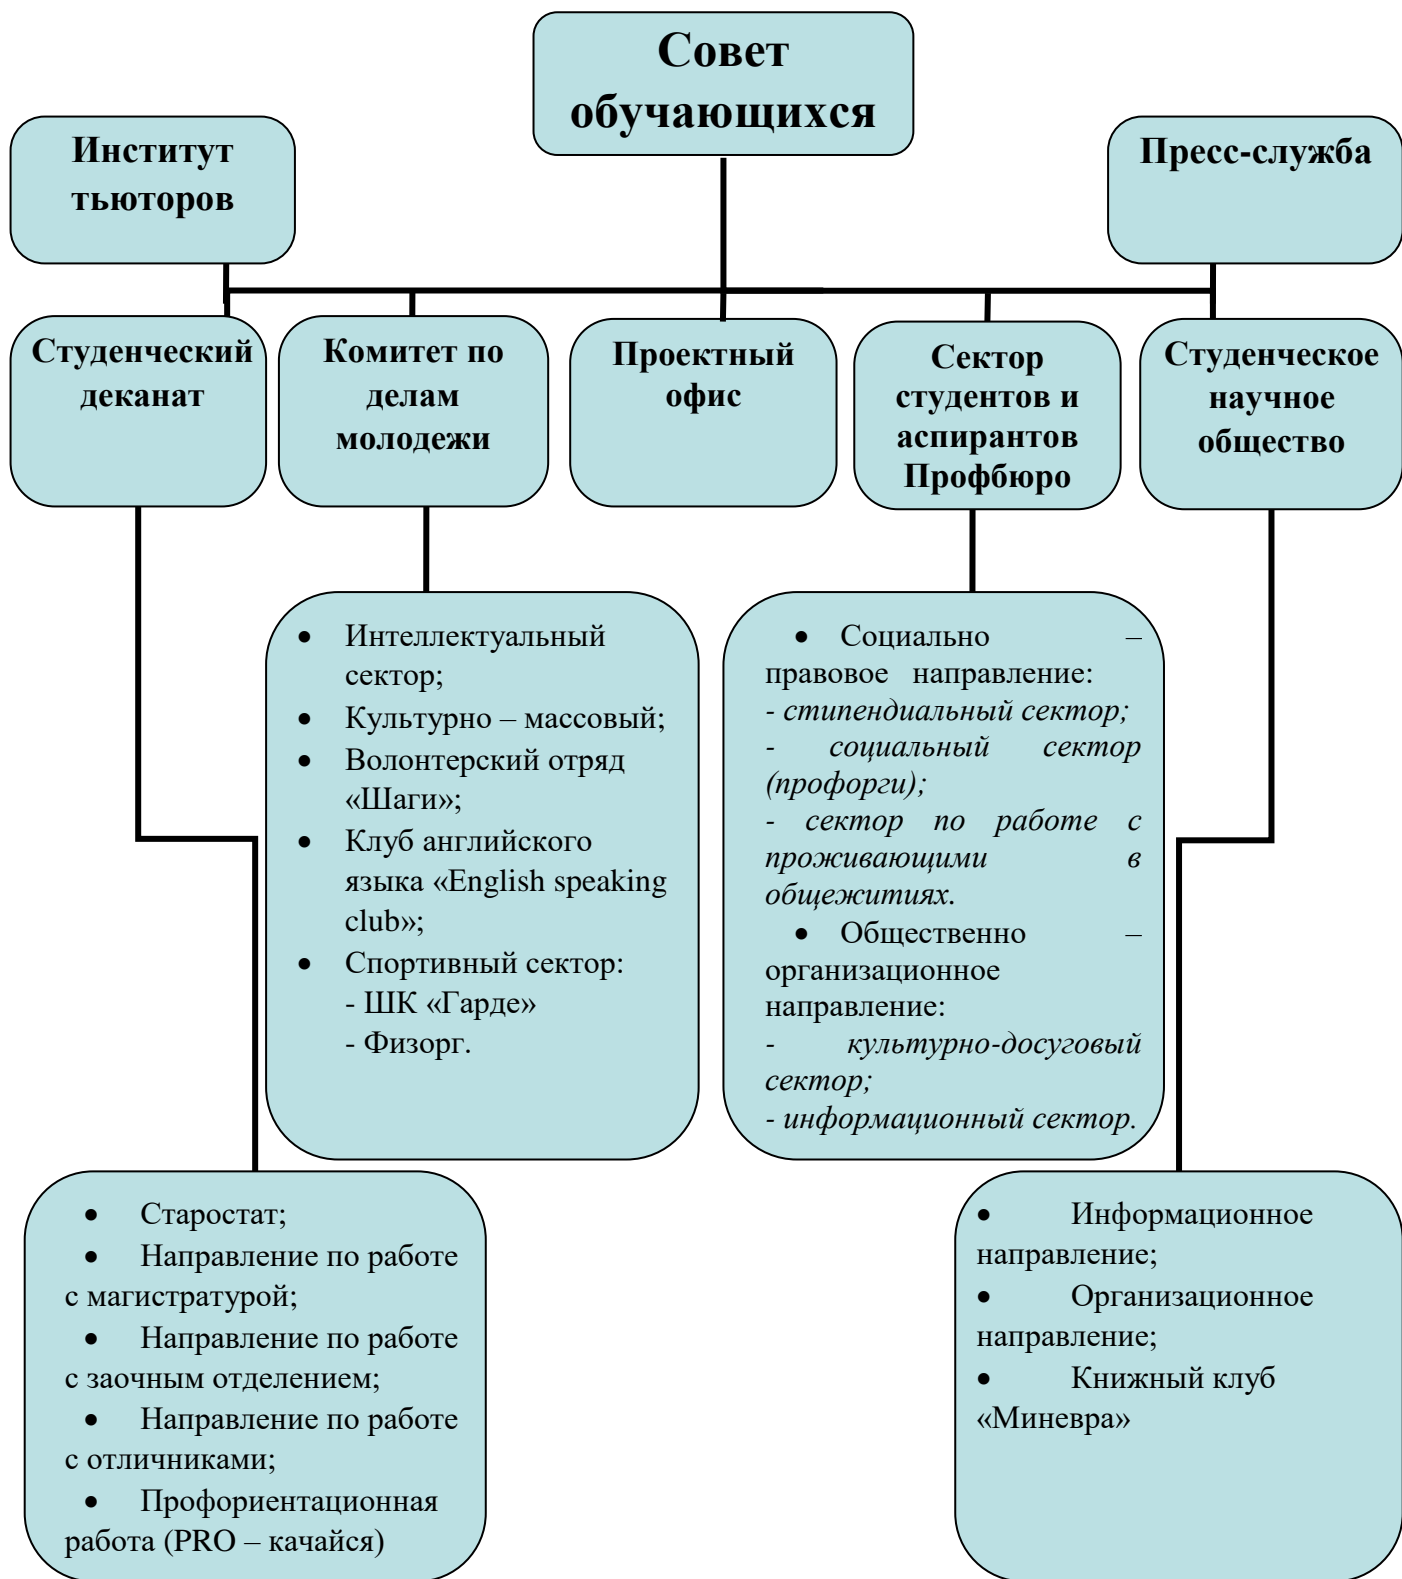 Совет
обучающихся
Институт
тьюторов
Пресс-служба
Студенческий
деканат
Комитет по
делам
молодежи
Проектный
офис
Сектор
студентов и
аспирантов
Профбюро
Студенческое
научное
общество
• Интеллектуальный
сектор;
• Культурно – массовый;
• Волонтерский отряд
«Шаги»;
• Клуб английского
языка «English speaking
club»;
• Спортивный сектор:
- ШК «Гарде»
- Физорг.
• Социально –
правовое направление:
- стипендиальный сектор;
- социальный сектор
(профорги);
- сектор по работе с
проживающими в
общежитиях.
• Общественно –
организационное
направление:
- культурно-досуговый
сектор;
- информационный сектор.
• Старостат;
• Направление по работе
с магистратурой;
• Направление по работе
с заочным отделением;
• Направление по работе
с отличниками;
• Профориентационная
работа (PRO – качайся)
• Информационное
направление;
• Организационное
направление;
• Книжный клуб
«Миневра»